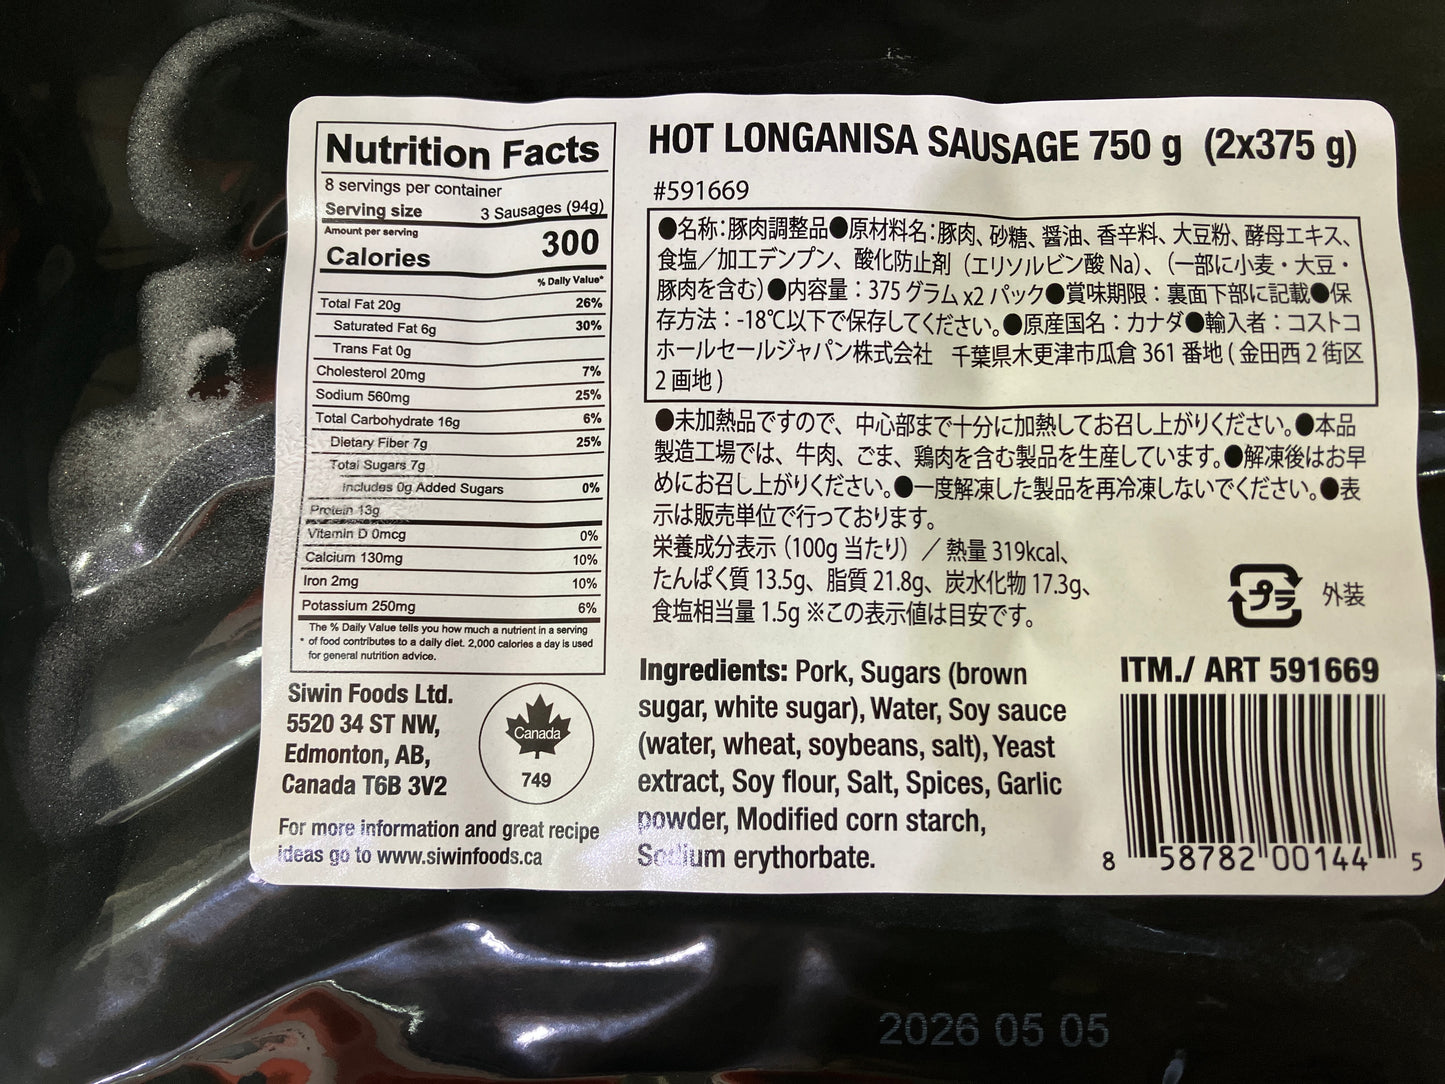 Nutrition Facts
8 servings per container
Serving size 3 Sausages (94g)
Amount per serving
Calories 300
% Daily Value*
Total Fat 20g 26%
Saturated Fat 6g 30%
Trans Fat 0g
Cholesterol 20mg 7%
Sodium 560mg 25%
Total Carbohydrate 16g 6%
Dietary Fiber 7g 25%
Total Sugars 7g
Includes 0g Added Sugars 0%
Protein 13g
Vitamin D 0mcg 0%
Calcium 130mg 10%
Iron 2mg 10%
Potassium 250mg 6%
The % Daily Value tells you how much a nutrient in a serving
* of food contributes to a daily diet. 2,000 calories a day is used
for general nutrition advice.
Siwin Foods Ltd.
5520 34 ST NW,
Edmonton, AB,
Canada T6B 3V2
Canada
749
For more information and great recipe
ideas go to www.siwinfoods.ca
HOT LONGANISA SAUSAGE 750 g (2x375 g)
#591669
●名称：豚肉調整品●原材料名：豚肉、砂糖、醤油、香辛料、大豆粉、酵母エキス、
食塩／加工デンプン、酸化防止剤（エリソルビン酸 Na）、（一部に小麦・大豆・
豚肉を含む）●内容量：375 グラム x2 パック●賞味期限：裏面下部に記載●保
存方法：-18℃以下で保存してください。●原産国名：カナダ●輸入者：コストコ
ホールセールジャパン株式会社 千葉県木更津市瓜倉 361 番地 ( 金田西 2 街区
2 画地 )
●未加熱品ですので、中心部まで十分に加熱してお召し上がりください。●本品
製造工場では、牛肉、ごま、鶏肉を含む製品を生産しています。●解凍後はお早
めにお召し上がりください。●一度解凍した製品を再冷凍しないでください。●表
示は販売単位で行っております。
栄養成分表示（100g 当たり）／熱量 319kcal、
たんぱく質 13.5g、脂質 21.8g、炭水化物 17.3g、
食塩相当量 1.5g ※この表示値は目安です。
プラ 外装
Ingredients: Pork, Sugars (brown
sugar, white sugar), Water, Soy sauce
(water, wheat, soybeans, salt), Yeast
extract, Soy flour, Salt, Spices, Garlic
powder, Modified corn starch,
Sodium erythorbate.
ITM./ ART 591669
8 58782 00144 5
2026 05 05